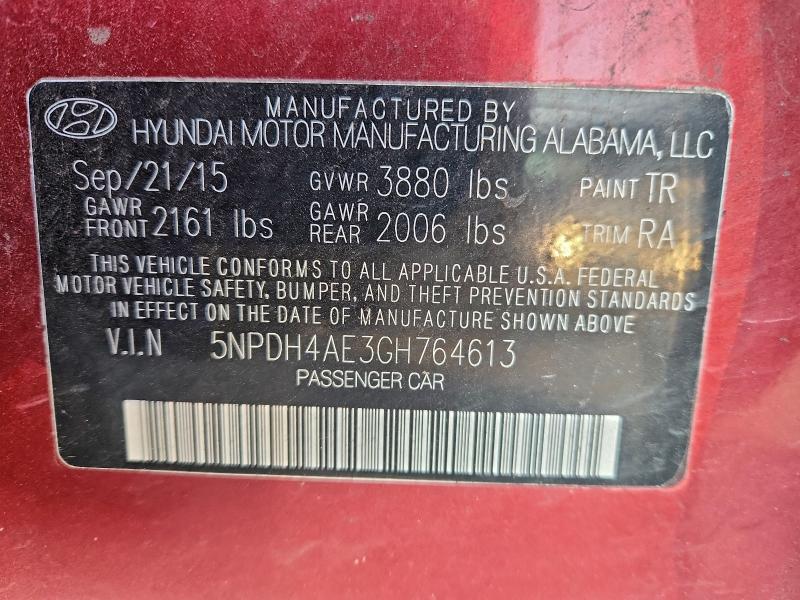 MANUFACTURED BY
HYUNDAI MOTOR MANUFACTURING ALABAMA, LLC
Sep/21/15 GVWR 3880 lbs PAINT TR
GAWR FRONT 2161 lbs GAWR REAR 2006 lbs TRIM RA
THIS VEHICLE CONFORMS TO ALL APPLICABLE U.S.A. FEDERAL
MOTOR VEHICLE SAFETY, BUMPER, AND THEFT PREVENTION STANDARDS
IN EFFECT ON THE DATE OF MANUFACTURE SHOWN ABOVE
V.I.N 5NPDH4AE3GH764613
PASSENGER CAR